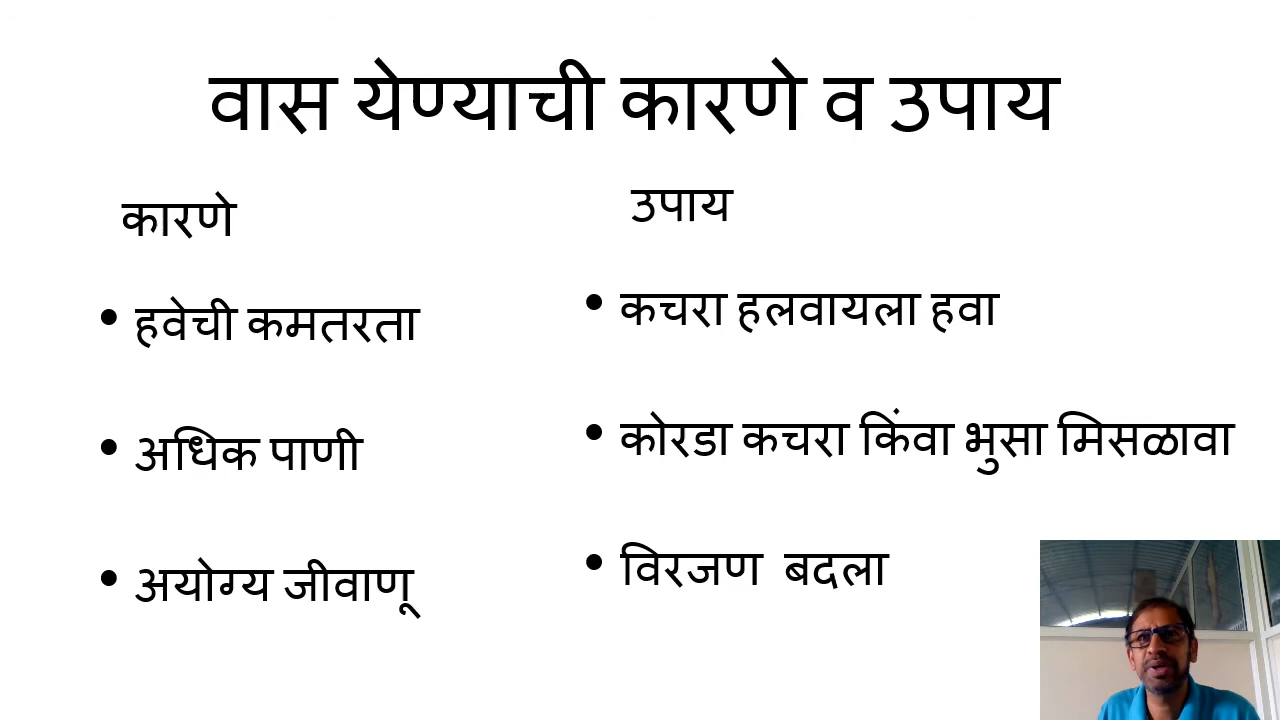 वास येण्याची कारणे व उपाय
कारणे
• हवेची कमतरता
• अधिक पाणी
• अयोग्य जीवाणू
उपाय
• कचरा हलवायला हवा
• कोरडा कचरा किंवा भुसा मिसळावा
• विरजण बदला